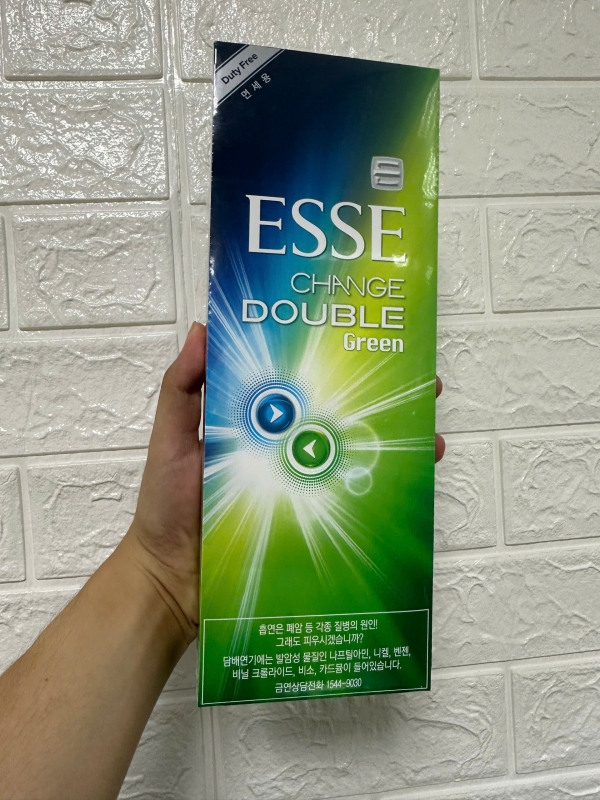 Duty Free
면세용
ESSE
CHANGE
DOUBLE
Green
흡연은 폐암 등 각종 질병의 원인!
그래도 피우시겠습니까?
담배연기에는 발암성 물질인 나프틸아민, 니켈, 벤젠,
비닐 크롤라이드, 비소, 카드뮴이 들어있습니다.
금연상담전화 1544-9030